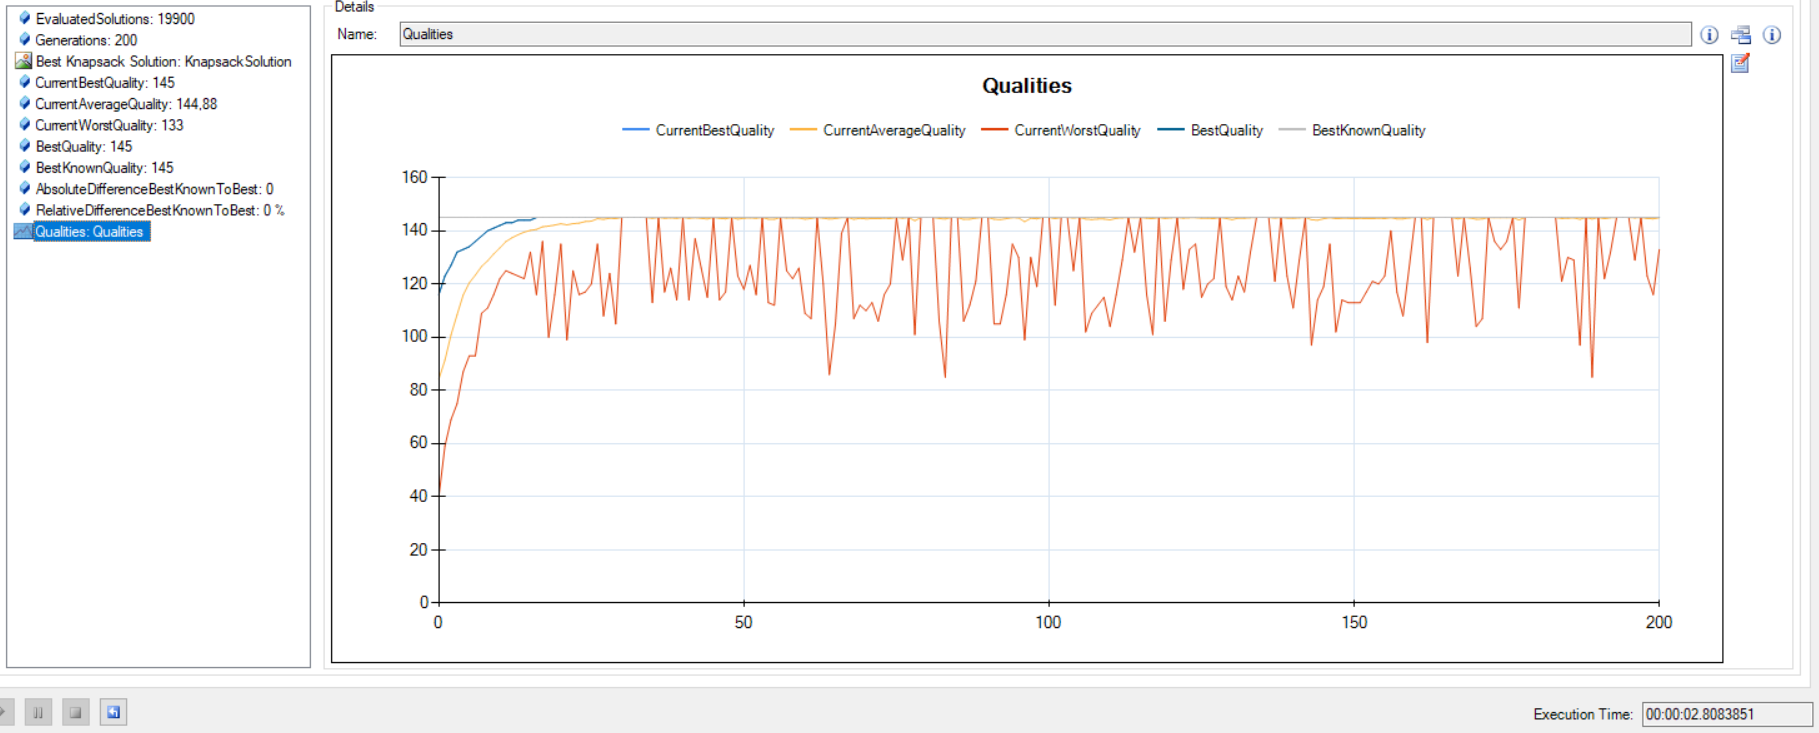 EvaluatedSolutions: 19900
Generations: 200
Best Knapsack Solution: KnapsackSolution
CurrentBestQuality: 145
CurrentAverageQuality: 144,88
CurrentWorstQuality: 133
BestQuality: 145
BestKnownQuality: 145
AbsoluteDifferenceBestKnownToBest: 0
RelativeDifferenceBestKnownToBest: 0 %
Qualities: Qualities
Details
Name: Qualities
Qualities
CurrentBestQuality CurrentAverageQuality CurrentWorstQuality BestQuality BestKnownQuality
160
140
120
100
80
60
40
20
0
0 50 100 150 200
Execution Time: 00:00:02.8083851